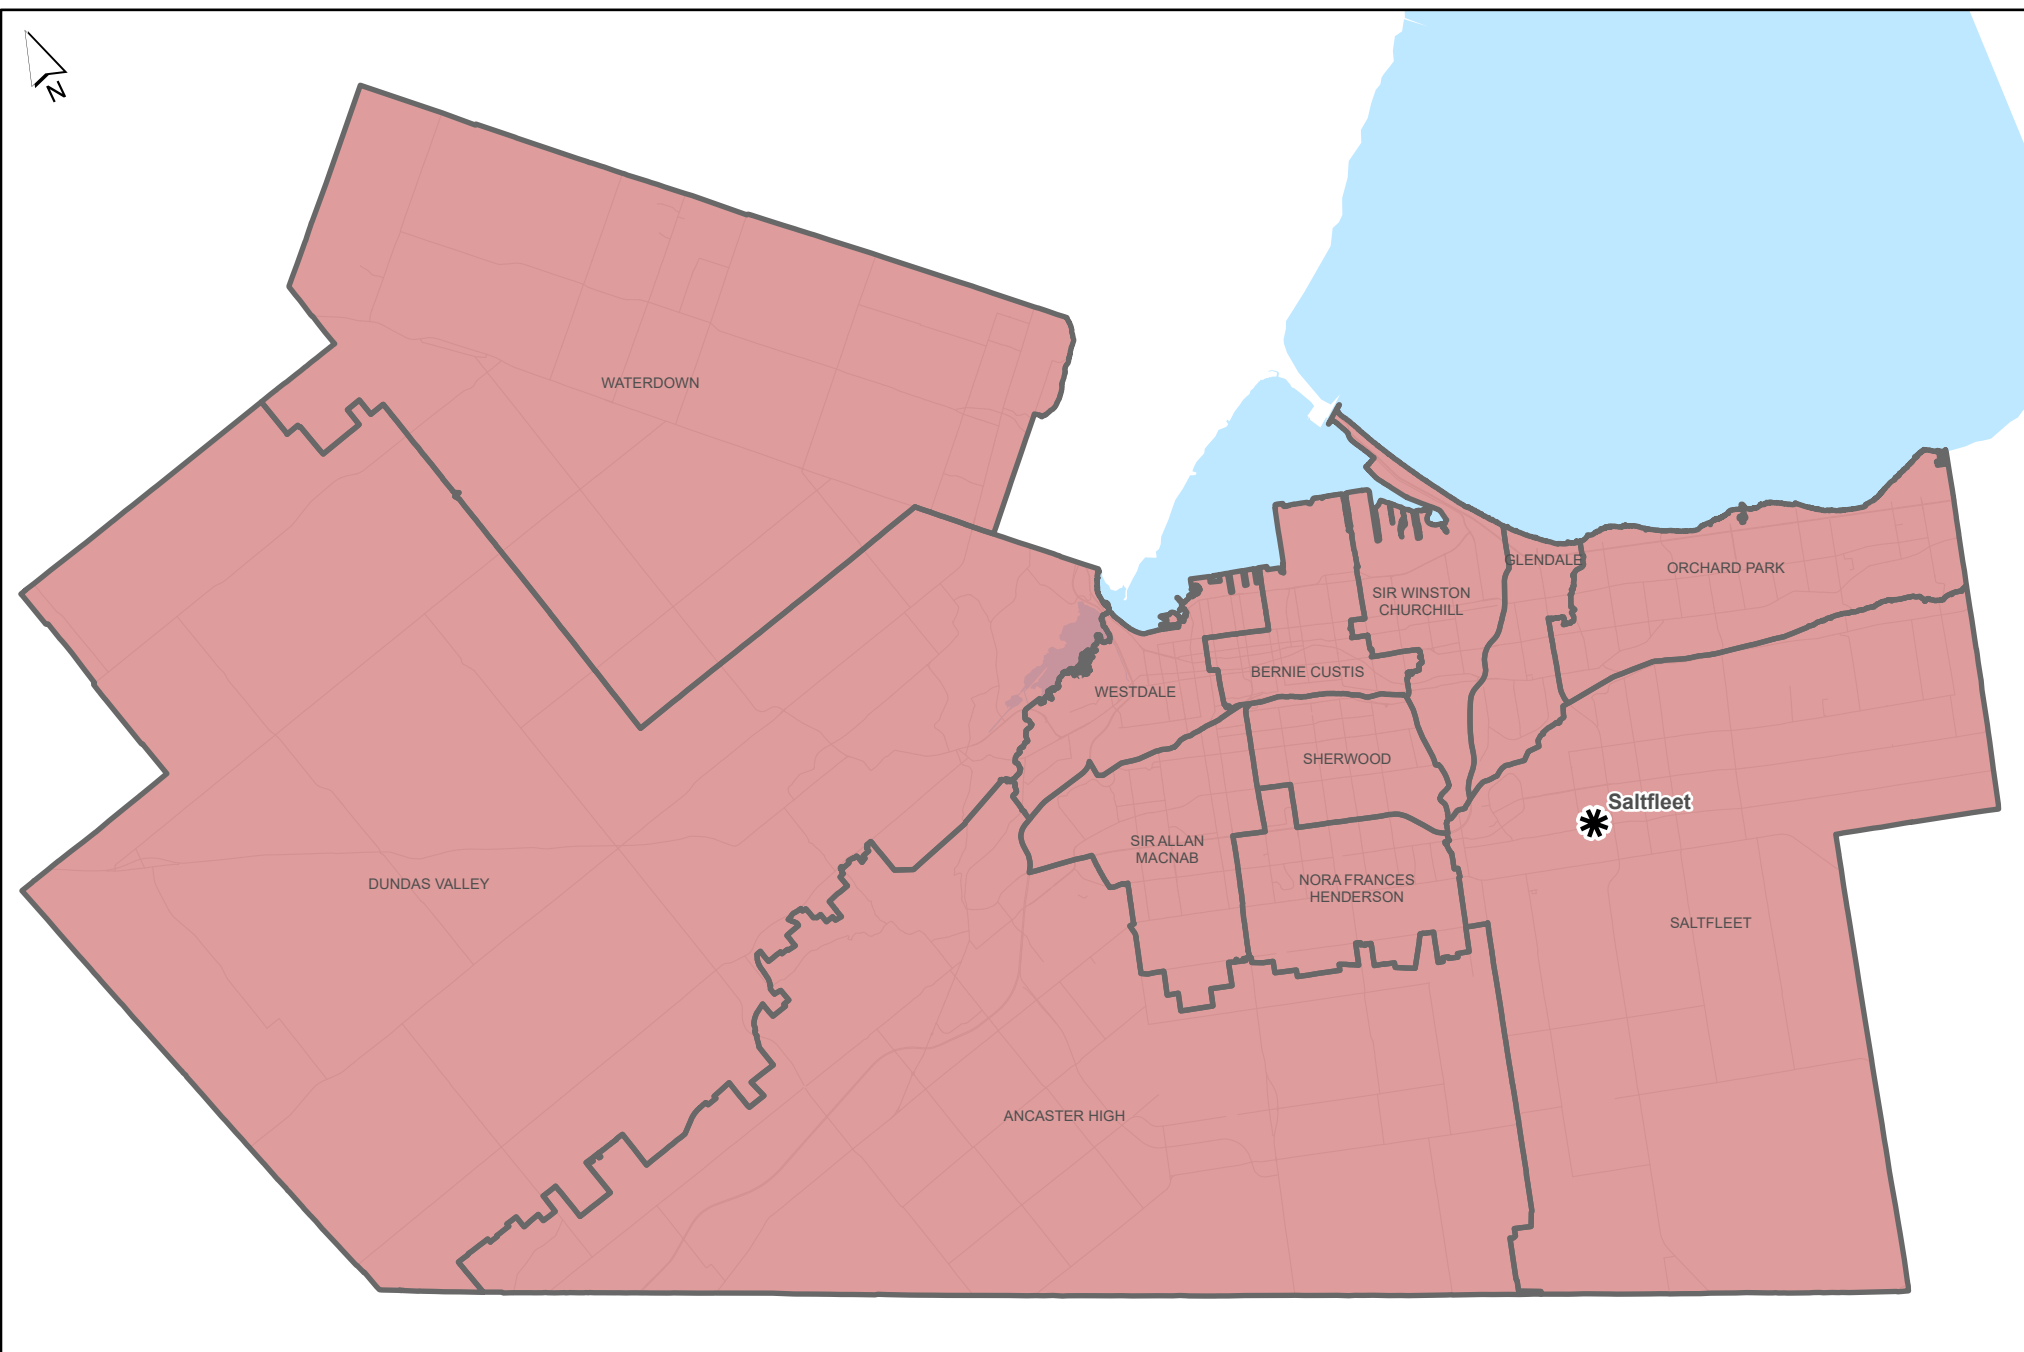 N
WATERDOWN
GLENDALE
ORCHARD PARK
SIR WINSTON
CHURCHILL
BERNIE CUSTIS
WESTDALE
SHERWOOD
Saltfleet
SIR ALLAN
MACNAB
DUNDAS VALLEY
NORA FRANCES
HENDERSON
SALTFLEET
ANCASTER HIGH